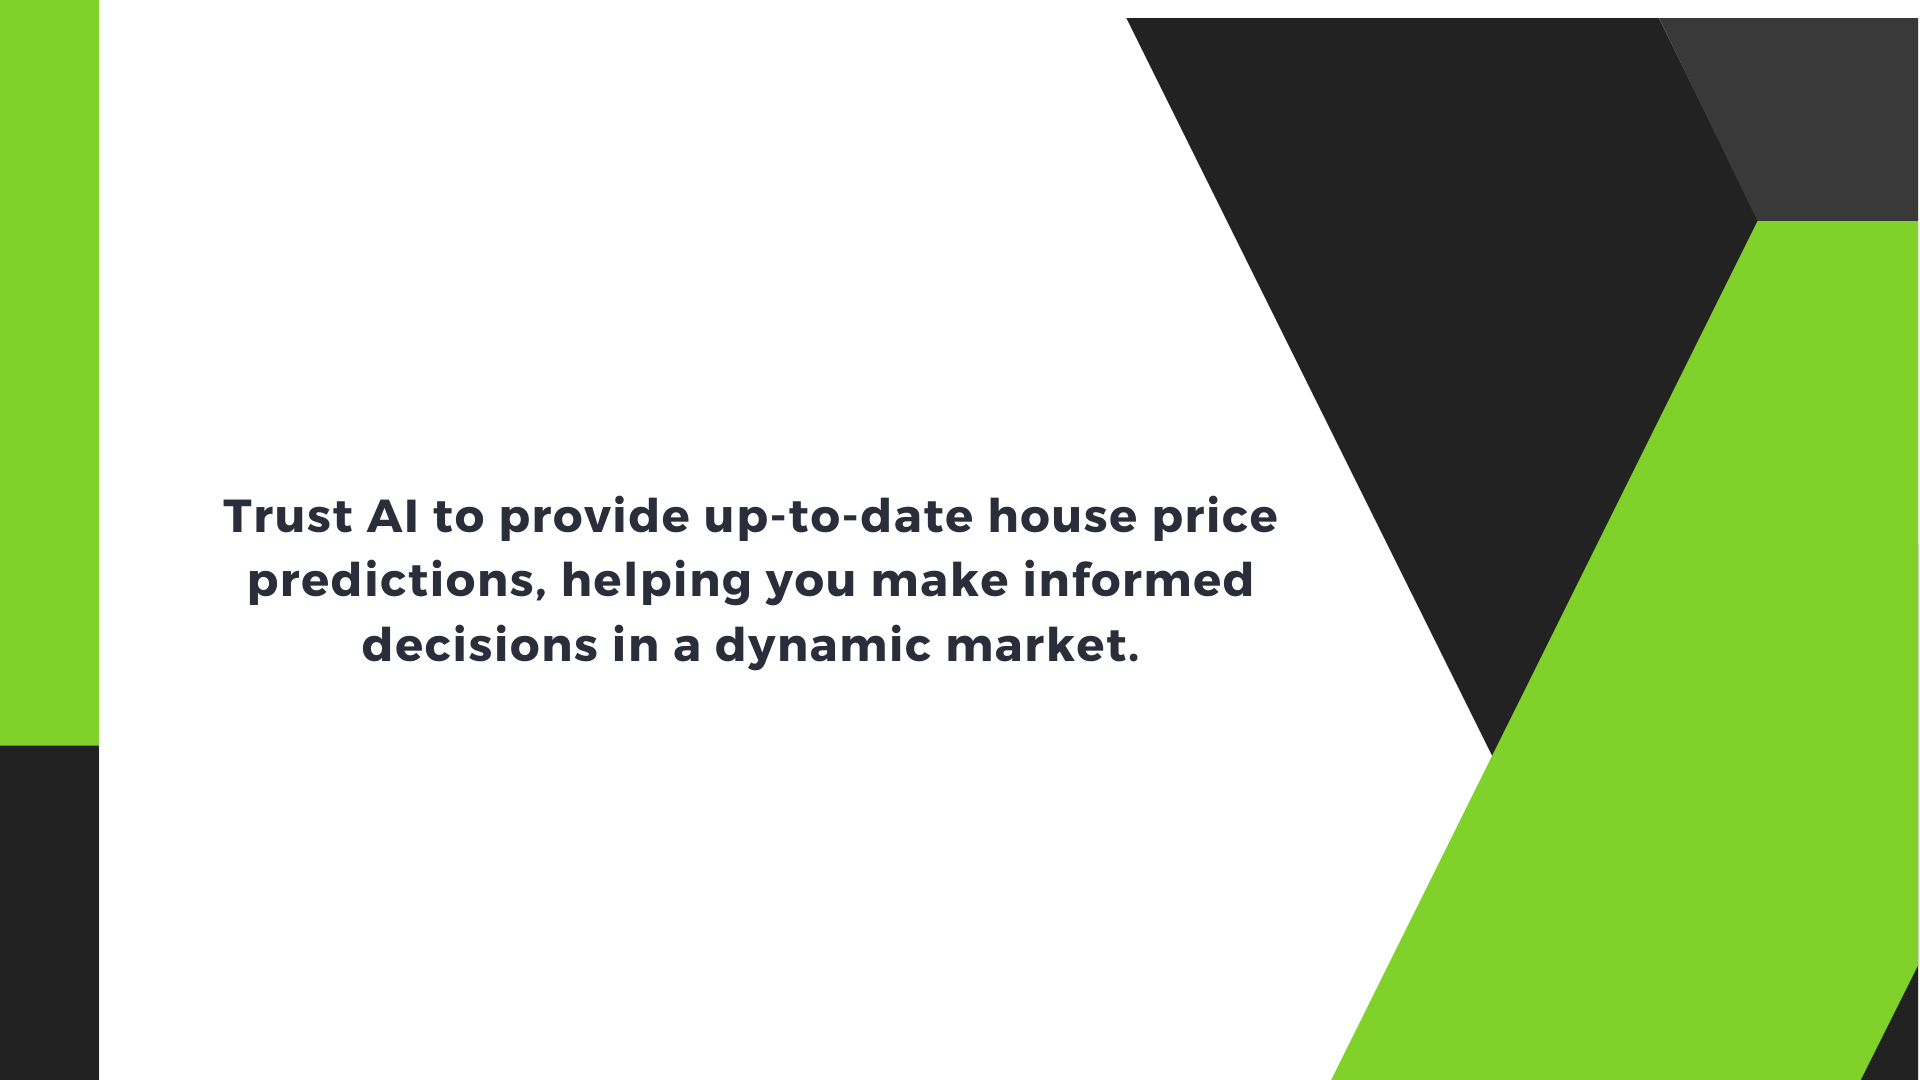 Trust AI to provide up-to-date house price
predictions, helping you make informed
decisions in a dynamic market.